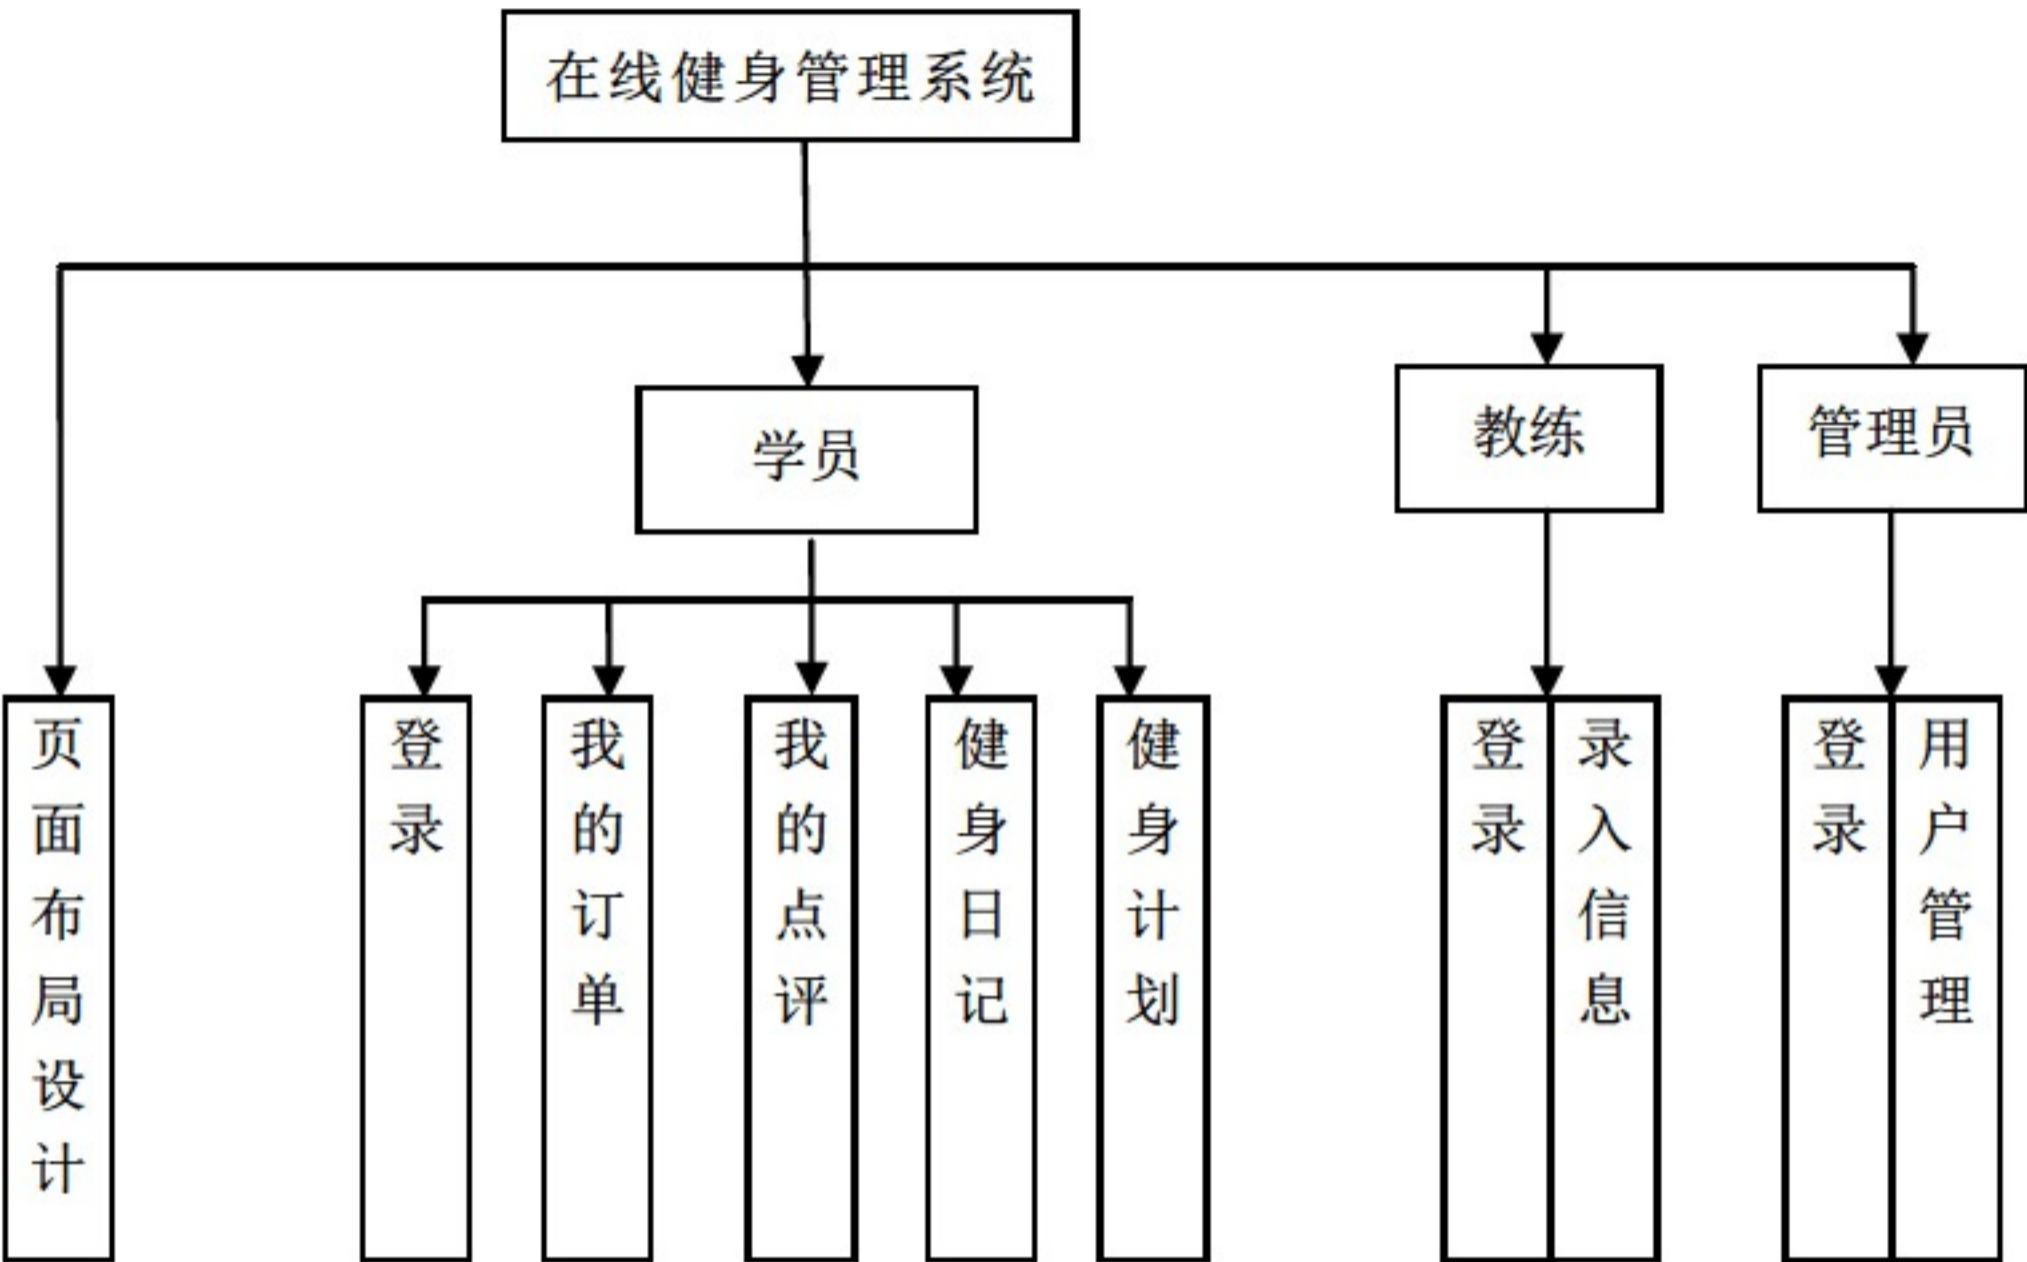 在线健身管理系统
学员
教练
管理员
页面布局设计
登录
我的订单
我的点评
健身日记
健身计划
登录
录入信息
登录
用户管理